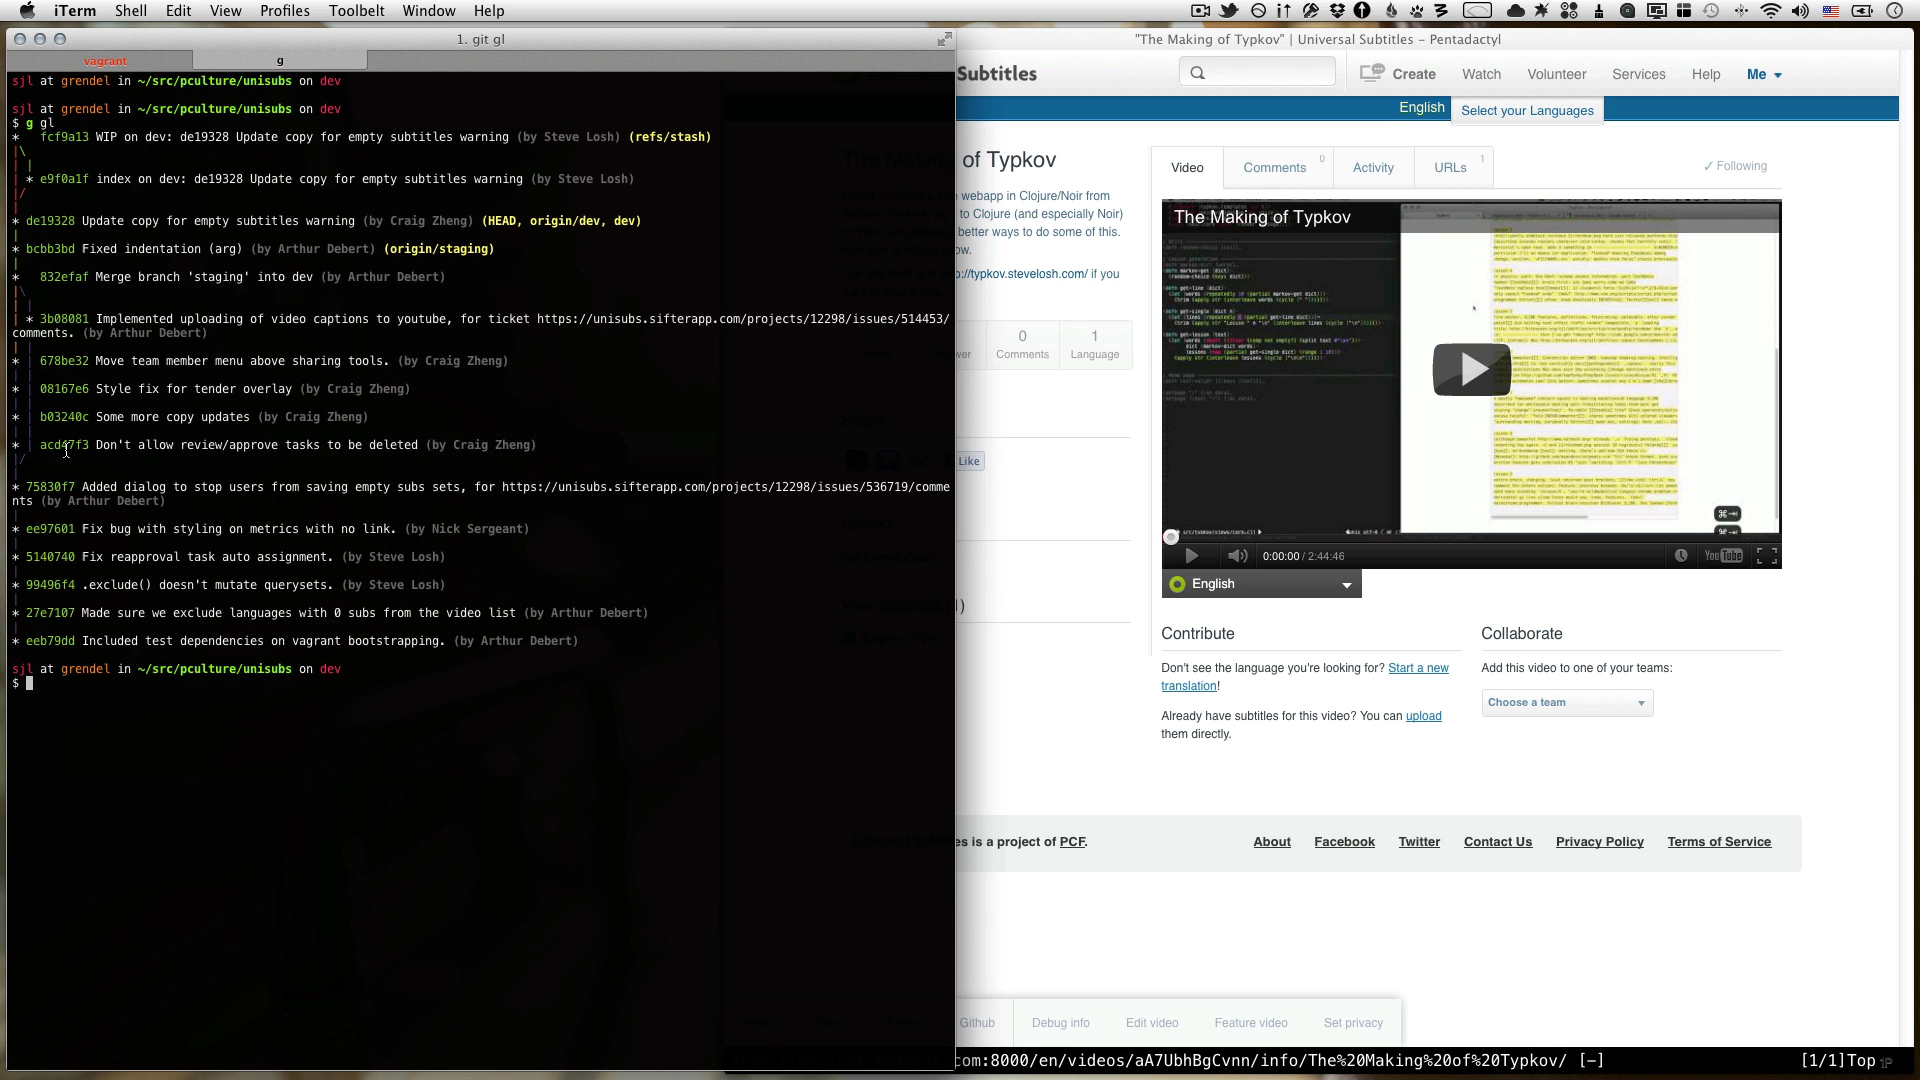 iTerm Shell Edit View Profiles Toolbelt Window Help
1. git gl
vagrant
g
sjl at grendel in ~/src/pculture/unisubs on dev
sjl at grendel in ~/src/pculture/unisubs on dev
$ g gl
* fcf9a13 WIP on dev: de19328 Update copy for empty subtitles warning (by Steve Losh) (refs/stash)
|\
| |
| * e9f0a1f index on dev: de19328 Update copy for empty subtitles warning (by Steve Losh)
|/
|
* de19328 Update copy for empty subtitles warning (by Craig Zheng) (HEAD, origin/dev, dev)
|
* bcbb3bd Fixed indentation (arg) (by Arthur Debert) (origin/staging)
|
* 832efaf Merge branch 'staging' into dev (by Arthur Debert)
|\
| |
| * 3b08081 Implemented uploading of video captions to youtube, for ticket https://unisubs.sifterapp.com/projects/12298/issues/514453/
comments. (by Arthur Debert)
| |
* | 678be32 Move team member menu above sharing tools. (by Craig Zheng)
| |
* | 08167e6 Style fix for tender overlay (by Craig Zheng)
| |
* | b03240c Some more copy updates (by Craig Zheng)
| |
* | acd47f3 Don't allow review/approve tasks to be deleted (by Craig Zheng)
|/
|
* 75830f7 Added dialog to stop users from saving empty subs sets, for https://unisubs.sifterapp.com/projects/12298/issues/536719/comme
nts (by Arthur Debert)
|
* ee97601 Fix bug with styling on metrics with no link. (by Nick Sergeant)
|
* 5140740 Fix reapproval task auto assignment. (by Steve Losh)
|
* 99496f4 .exclude() doesn't mutate querysets. (by Steve Losh)
|
* 27e7107 Made sure we exclude languages with 0 subs from the video list (by Arthur Debert)
|
* eeb79dd Included test dependencies on vagrant bootstrapping. (by Arthur Debert)
sjl at grendel in ~/src/pculture/unisubs on dev
$
"The Making of Typkov" | Universal Subtitles - Pentadactyl
Subtitles
Create Watch Volunteer Services Help Me
English Select your Languages
The Making of Typkov
webapp in Clojure/Noir from
to Clojure (and especially Noir)
better ways to do some of this.
http://typkov.stevelosh.com/ if you
0
Comments
1
Language
Like
Video
Comments 0
Activity
URLs 1
✓ Following
The Making of Typkov
0:00:00 / 2:44:46
YouTube
English
Contribute
Don't see the language you're looking for? Start a new
translation!
Already have subtitles for this video? You can upload
them directly.
Collaborate
Add this video to one of your teams:
Choose a team
is a project of PCF.
About Facebook Twitter Contact Us Privacy Policy Terms of Service
Github Debug info Edit video Feature video Set privacy
com:8000/en/videos/aA7UbhBgCvnn/info/The%20Making%20of%20Typkov/ [-]
[1/1] Top